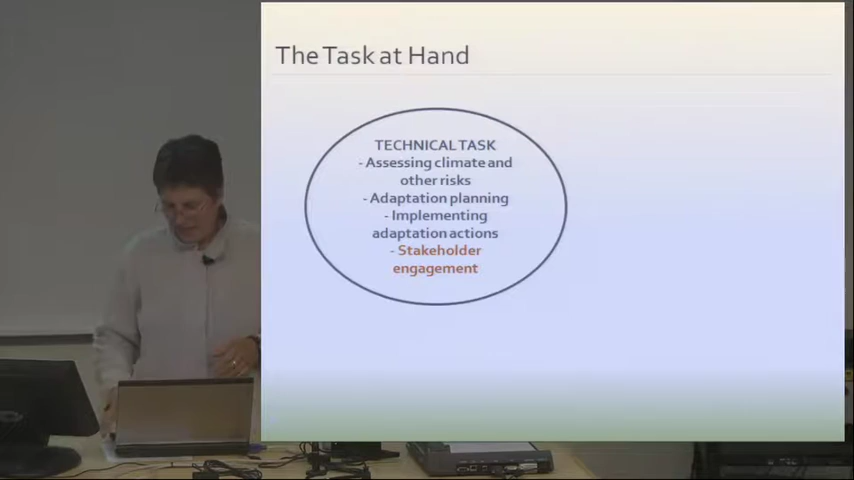 The Task at Hand
TECHNICAL TASK
- Assessing climate and
other risks
- Adaptation planning
- Implementing
adaptation actions
- Stakeholder
engagement